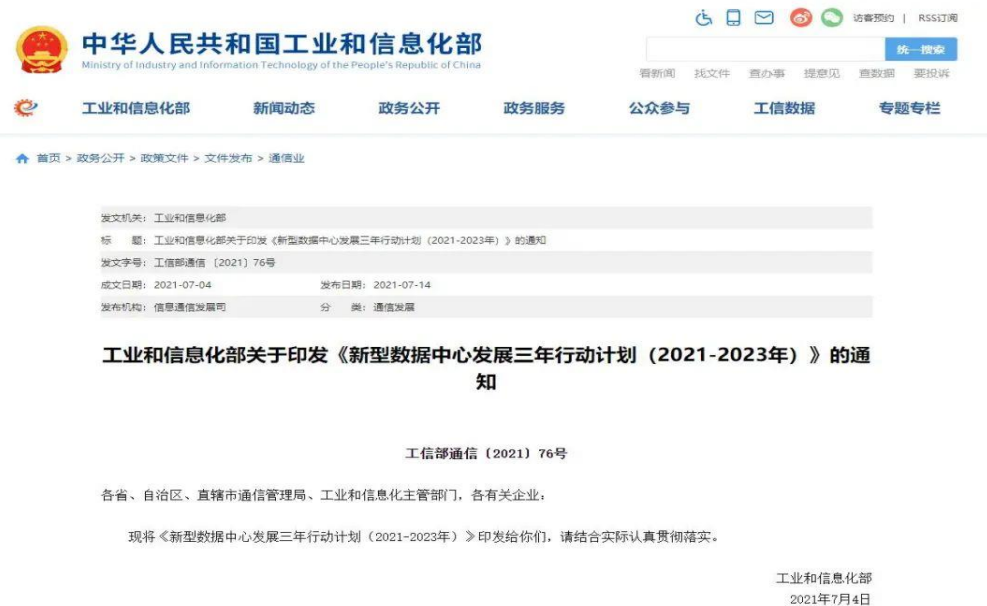 访客预约 | RSS订阅
中华人民共和国工业和信息化部
Ministry of Industry and Information Technology of the People's Republic of China
统一搜索
看新闻 找文件 查办事 提意见 查数据 要投诉
工业和信息化部 新闻动态 政务公开 政务服务 公众参与 工信数据 专题专栏
首页 > 政务公开 > 政策文件 > 文件发布 > 通信业
发文机关： 工业和信息化部
标 题： 工业和信息化部关于印发《新型数据中心发展三年行动计划（2021-2023年）》的通知
发文字号： 工信部通信〔2021〕76号
成文日期： 2021-07-04 发布日期： 2021-07-14
发布机构： 信息通信发展司 分 类： 通信发展
工业和信息化部关于印发《新型数据中心发展三年行动计划（2021-2023年）》的通
知
工信部通信〔2021〕76号
各省、自治区、直辖市通信管理局、工业和信息化主管部门，各有关企业：
现将《新型数据中心发展三年行动计划（2021-2023年）》印发给你们，请结合实际认真贯彻落实。
工业和信息化部
2021年7月4日